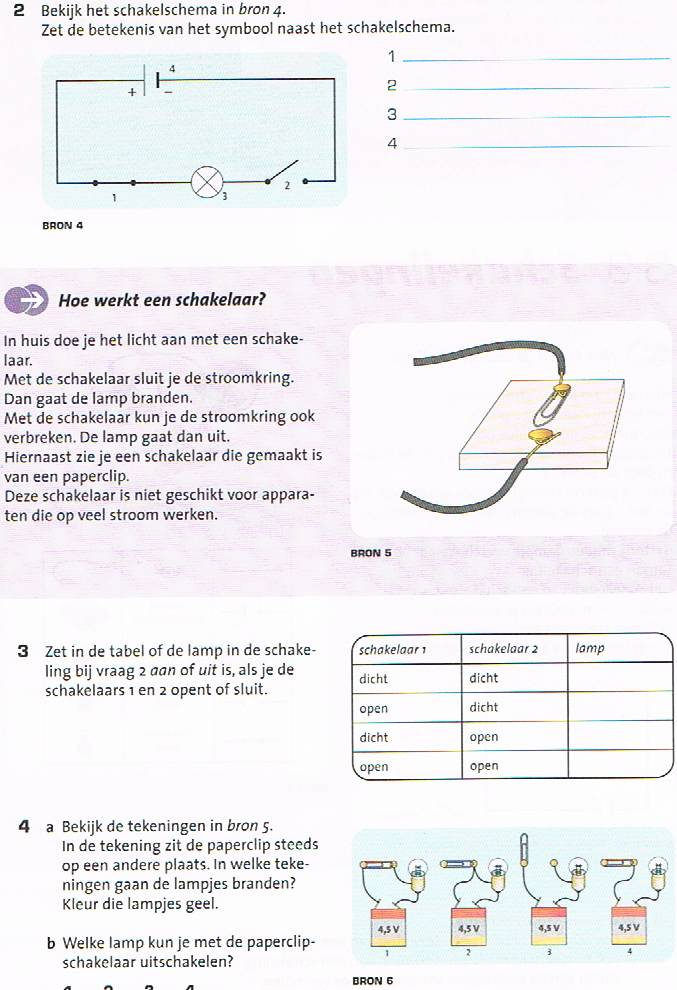 2 Bekijk het schakelschema in bron 4.
Zet de betekenis van het symbool naast het schakelschema.
4
+
–
1
3
2
1
2
3
4
BRON 4
Hoe werkt een schakelaar?
In huis doe je het licht aan met een schake-
laar.
Met de schakelaar sluit je de stroomkring.
Dan gaat de lamp branden.
Met de schakelaar kun je de stroomkring ook
verbreken. De lamp gaat dan uit.
Hiernaast zie je een schakelaar die gemaakt is
van een paperclip.
Deze schakelaar is niet geschikt voor appara-
ten die op veel stroom werken.
BRON 5
3 Zet in de tabel of de lamp in de schake-
ling bij vraag 2 aan of uit is, als je de
schakelaars 1 en 2 opent of sluit.
schakelaar 1 schakelaar 2 lamp
dicht dicht
open dicht
dicht open
open open
4 a Bekijk de tekeningen in bron 5.
In de tekening zit de paperclip steeds
op een andere plaats. In welke teke-
ningen gaan de lampjes branden?
Kleur die lampjes geel.
b Welke lamp kun je met de paperclip-
schakelaar uitschakelen?
4,5 V 4,5 V 4,5 V 4,5 V
1 2 3 4
BRON 6